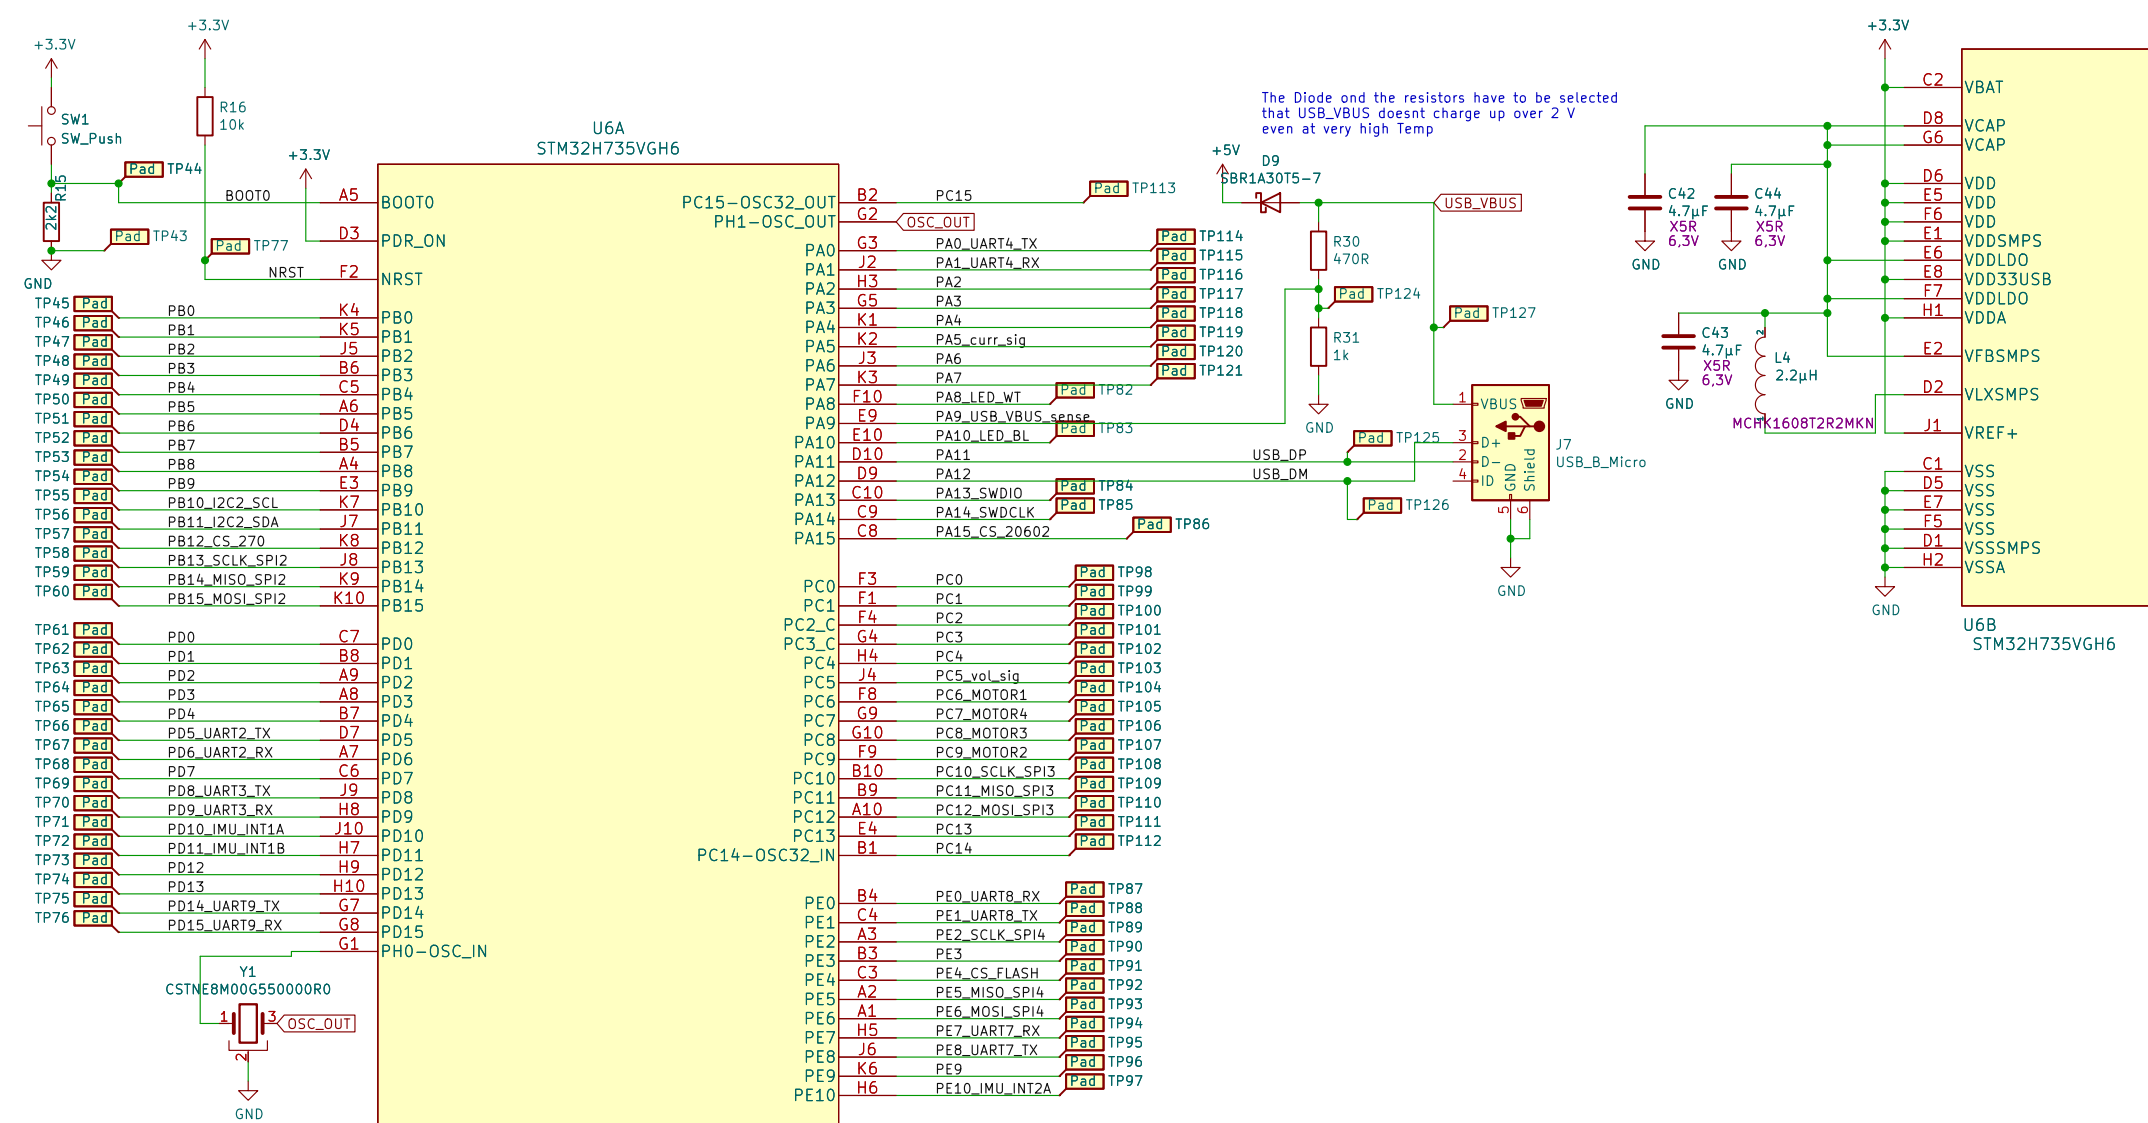 +3.3V
+3.3V
SW1
SW_Push
R16
10k
+3.3V
U6A
STM32H735VGH6
TP44
Pad
R15
2k2
BOOT0
A5
BOOT0
Pad
TP43
GND
Pad
TP77
D3
PDR_ON
NRST
F2
NRST
TP45 Pad PB0 K4 PB0
TP46 Pad PB1 K5 PB1
TP47 Pad PB2 J5 PB2
TP48 Pad PB3 B6 PB3
TP49 Pad PB4 C5 PB4
TP50 Pad PB5 A6 PB5
TP51 Pad PB6 D4 PB6
TP52 Pad PB7 B5 PB7
TP53 Pad PB8 A4 PB8
TP54 Pad PB9 E3 PB9
TP55 Pad PB10_I2C2_SCL K7 PB10
TP56 Pad PB11_I2C2_SDA J7 PB11
TP57 Pad PB12_CS_270 K8 PB12
TP58 Pad PB13_SCLK_SPI2 J8 PB13
TP59 Pad PB14_MISO_SPI2 K9 PB14
TP60 Pad PB15_MOSI_SPI2 K10 PB15
TP61 Pad PD0 C7 PD0
TP62 Pad PD1 B8 PD1
TP63 Pad PD2 A9 PD2
TP64 Pad PD3 A8 PD3
TP65 Pad PD4 B7 PD4
TP66 Pad PD5_UART2_TX D7 PD5
TP67 Pad PD6_UART2_RX A7 PD6
TP68 Pad PD7 C6 PD7
TP69 Pad PD8_UART3_TX J9 PD8
TP70 Pad PD9_UART3_RX H8 PD9
TP71 Pad PD10_IMU_INT1A J10 PD10
TP72 Pad PD11_IMU_INT1B H7 PD11
TP73 Pad PD12 H9 PD12
TP74 Pad PD13 H10 PD13
TP75 Pad PD14_UART9_TX G7 PD14
TP76 Pad PD15_UART9_RX G8 PD15
G1 PH0-OSC_IN
Y1
CSTNE8M00G550000R0
1
3
OSC_OUT
2
GND
PC15-OSC32_OUT B2 PC15 Pad TP113
PH1-OSC_OUT G2 OSC_OUT
PA0 G3 PA0_UART4_TX Pad TP114
PA1 J2 PA1_UART4_RX Pad TP115
PA2 H3 PA2 Pad TP116
PA3 G5 PA3 Pad TP117
PA4 K1 PA4 Pad TP118
PA5 K2 PA5_curr_sig Pad TP119
PA6 J3 PA6 Pad TP120
PA7 K3 PA7 Pad TP121
PA8 F10 PA8_LED_WT Pad TP82
PA9 E9 PA9_USB_VBUS_sense
PA10 E10 PA10_LED_BL Pad TP83
PA11 D10 PA11 USB_DP
PA12 D9 PA12 USB_DM
PA13 C10 PA13_SWDIO Pad TP84
PA14 C9 PA14_SWDCLK Pad TP85
PA15 C8 PA15_CS_20602 Pad TP86
PC0 F3 PC0 Pad TP98
PC1 F1 PC1 Pad TP99
PC2_C F4 PC2 Pad TP100
PC3_C G4 PC3 Pad TP101
PC4 H4 PC4 Pad TP102
PC5 J4 PC5_vol_sig Pad TP103
PC6 F8 PC6_MOTOR1 Pad TP104
PC7 G9 PC7_MOTOR4 Pad TP105
PC8 G10 PC8_MOTOR3 Pad TP106
PC9 F9 PC9_MOTOR2 Pad TP107
PC10 B10 PC10_SCLK_SPI3 Pad TP108
PC11 B9 PC11_MISO_SPI3 Pad TP109
PC12 A10 PC12_MOSI_SPI3 Pad TP110
PC13 E4 PC13 Pad TP111
PC14-OSC32_IN B1 PC14 Pad TP112
PE0 B4 PE0_UART8_RX Pad TP87
PE1 C4 PE1_UART8_TX Pad TP88
PE2 A3 PE2_SCLK_SPI4 Pad TP89
PE3 B3 PE3 Pad TP90
PE4 C3 PE4_CS_FLASH Pad TP91
PE5 A2 PE5_MISO_SPI4 Pad TP92
PE6 A1 PE6_MOSI_SPI4 Pad TP93
PE7 H5 PE7_UART7_RX Pad TP94
PE8 J6 PE8_UART7_TX Pad TP95
PE9 K6 PE9 Pad TP96
PE10 H6 PE10_IMU_INT2A Pad TP97
The Diode ond the resistors have to be selected
that USB_VBUS doesnt charge up over 2 V
even at very high Temp
+5V
D9
SBR1A30T5-7
USB_VBUS
R30
470R
Pad TP124
R31
1k
GND
Pad TP127
Pad TP125
Pad TP126
1 VBUS
3 D+
2 D-
4 ID
GND
Shield
5
6
J7
USB_B_Micro
GND
+3.3V
C42
4.7µF
X5R
6,3V
GND
C44
4.7µF
X5R
6,3V
GND
C43
4.7µF
X5R
6,3V
GND
2
L4
2.2µH
1
MCHK1608T2R2MKN
C2 VBAT
D8 VCAP
G6 VCAP
D6 VDD
E5 VDD
F6 VDD
E1 VDDSMPS
E6 VDDLDO
E8 VDD33USB
F7 VDDLDO
H1 VDDA
E2 VFBSMPS
D2 VLXSMPS
J1 VREF+
C1 VSS
D5 VSS
E7 VSS
F5 VSS
D1 VSSSMPS
H2 VSSA
GND
U6B
STM32H735VGH6